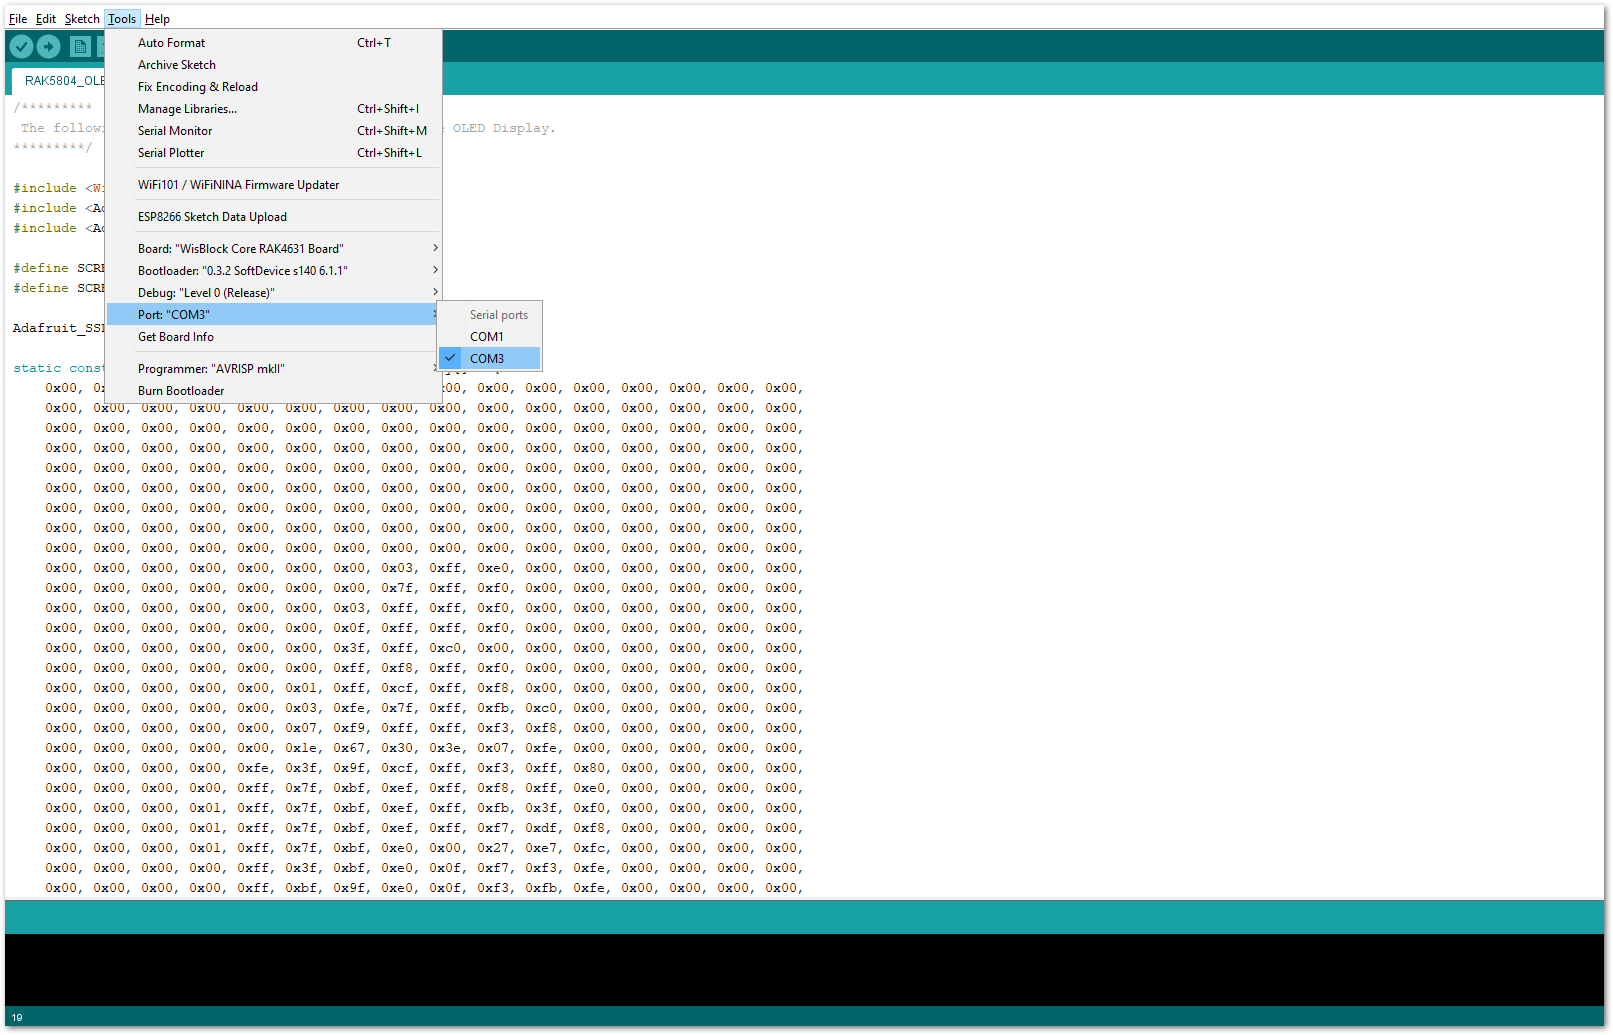 File Edit Sketch Tools Help
Auto Format Ctrl+T
Archive Sketch
Fix Encoding & Reload
Manage Libraries... Ctrl+Shift+I
Serial Monitor Ctrl+Shift+M
Serial Plotter Ctrl+Shift+L
WiFi101 / WiFiNINA Firmware Updater
ESP8266 Sketch Data Upload
Board: "WisBlock Core RAK4631 Board"
Bootloader: "0.3.2 SoftDevice s140 6.1.1"
Debug: "Level 0 (Release)"
Port: "COM3"
Get Board Info
Programmer: "AVRISP mkII"
Burn Bootloader
Serial ports
COM1
COM3
RAK5804_OLE
/*********
The followi OLED Display.
*********/
#include <Wi
#include <Ad
#include <Ad
#define SCRE
#define SCRE
Adafruit_SS
static const
0x00, 0x00, 0x00, 0x00, 0x00, 0x00, 0x00, 0x00,
0x00, 0x00, 0x00, 0x00, 0x00, 0x00, 0x00, 0x00, 0x00, 0x00, 0x00, 0x00, 0x00, 0x00, 0x00, 0x00,
0x00, 0x00, 0x00, 0x00, 0x00, 0x00, 0x00, 0x00, 0x00, 0x00, 0x00, 0x00, 0x00, 0x00, 0x00, 0x00,
0x00, 0x00, 0x00, 0x00, 0x00, 0x00, 0x00, 0x00, 0x00, 0x00, 0x00, 0x00, 0x00, 0x00, 0x00, 0x00,
0x00, 0x00, 0x00, 0x00, 0x00, 0x00, 0x00, 0x00, 0x00, 0x00, 0x00, 0x00, 0x00, 0x00, 0x00, 0x00,
0x00, 0x00, 0x00, 0x00, 0x00, 0x00, 0x00, 0x00, 0x00, 0x00, 0x00, 0x00, 0x00, 0x00, 0x00, 0x00,
0x00, 0x00, 0x00, 0x00, 0x00, 0x00, 0x00, 0x00, 0x00, 0x00, 0x00, 0x00, 0x00, 0x00, 0x00, 0x00,
0x00, 0x00, 0x00, 0x00, 0x00, 0x00, 0x00, 0x00, 0x00, 0x00, 0x00, 0x00, 0x00, 0x00, 0x00, 0x00,
0x00, 0x00, 0x00, 0x00, 0x00, 0x00, 0x00, 0x00, 0x00, 0x00, 0x00, 0x00, 0x00, 0x00, 0x00, 0x00,
0x00, 0x00, 0x00, 0x00, 0x00, 0x00, 0x00, 0x03, 0xff, 0xe0, 0x00, 0x00, 0x00, 0x00, 0x00, 0x00,
0x00, 0x00, 0x00, 0x00, 0x00, 0x00, 0x00, 0x7f, 0xff, 0xf0, 0x00, 0x00, 0x00, 0x00, 0x00, 0x00,
0x00, 0x00, 0x00, 0x00, 0x00, 0x00, 0x03, 0xff, 0xff, 0xf0, 0x00, 0x00, 0x00, 0x00, 0x00, 0x00,
0x00, 0x00, 0x00, 0x00, 0x00, 0x00, 0x0f, 0xff, 0xff, 0xf0, 0x00, 0x00, 0x00, 0x00, 0x00, 0x00,
0x00, 0x00, 0x00, 0x00, 0x00, 0x00, 0x3f, 0xff, 0xc0, 0x00, 0x00, 0x00, 0x00, 0x00, 0x00, 0x00,
0x00, 0x00, 0x00, 0x00, 0x00, 0x00, 0xff, 0xf8, 0xff, 0xf0, 0x00, 0x00, 0x00, 0x00, 0x00, 0x00,
0x00, 0x00, 0x00, 0x00, 0x00, 0x01, 0xff, 0xcf, 0xff, 0xf8, 0x00, 0x00, 0x00, 0x00, 0x00, 0x00,
0x00, 0x00, 0x00, 0x00, 0x00, 0x03, 0xfe, 0x7f, 0xff, 0xfb, 0xc0, 0x00, 0x00, 0x00, 0x00, 0x00,
0x00, 0x00, 0x00, 0x00, 0x00, 0x07, 0xf9, 0xff, 0xff, 0xf3, 0xf8, 0x00, 0x00, 0x00, 0x00, 0x00,
0x00, 0x00, 0x00, 0x00, 0x00, 0x1e, 0x67, 0x30, 0x3e, 0x07, 0xfe, 0x00, 0x00, 0x00, 0x00, 0x00,
0x00, 0x00, 0x00, 0x00, 0xfe, 0x3f, 0x9f, 0xcf, 0xff, 0xf3, 0xff, 0x80, 0x00, 0x00, 0x00, 0x00,
0x00, 0x00, 0x00, 0x00, 0xff, 0x7f, 0xbf, 0xef, 0xff, 0xf8, 0xff, 0xe0, 0x00, 0x00, 0x00, 0x00,
0x00, 0x00, 0x00, 0x01, 0xff, 0x7f, 0xbf, 0xef, 0xff, 0xfb, 0x3f, 0xf0, 0x00, 0x00, 0x00, 0x00,
0x00, 0x00, 0x00, 0x01, 0xff, 0x7f, 0xbf, 0xef, 0xff, 0xf7, 0xdf, 0xf8, 0x00, 0x00, 0x00, 0x00,
0x00, 0x00, 0x00, 0x01, 0xff, 0x7f, 0xbf, 0xe0, 0x00, 0x27, 0xe7, 0xfc, 0x00, 0x00, 0x00, 0x00,
0x00, 0x00, 0x00, 0x00, 0xff, 0x3f, 0xbf, 0xe0, 0x0f, 0xf7, 0xf3, 0xfe, 0x00, 0x00, 0x00, 0x00,
0x00, 0x00, 0x00, 0x00, 0xff, 0xbf, 0x9f, 0xe0, 0x0f, 0xf3, 0xfb, 0xfe, 0x00, 0x00, 0x00, 0x00,
19